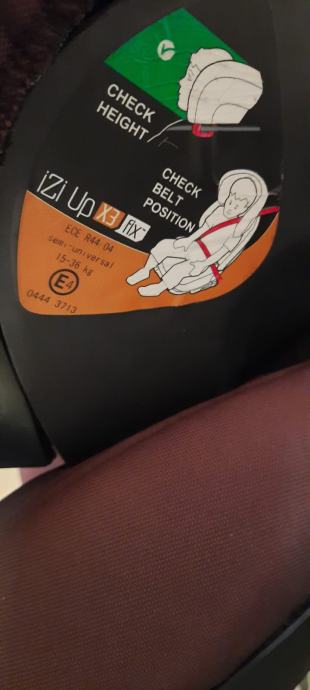 CHECK
HEIGHT
CHECK
BELT
POSITION
iZi Up X3 fix™
ECE R44 04
semi-universal
15-36 kg
E4
0444 3713